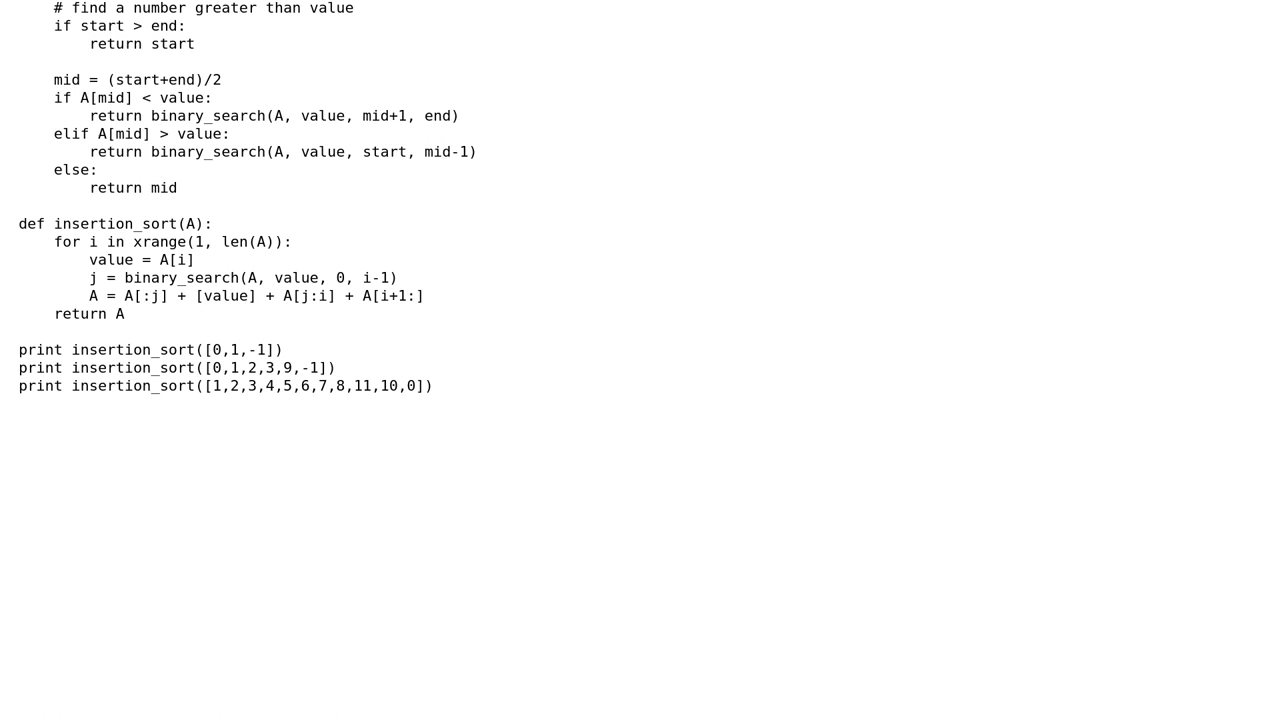 # find a number greater than value
    if start > end:
        return start

    mid = (start+end)/2
    if A[mid] < value:
        return binary_search(A, value, mid+1, end)
    elif A[mid] > value:
        return binary_search(A, value, start, mid-1)
    else:
        return mid

def insertion_sort(A):
    for i in xrange(1, len(A)):
        value = A[i]
        j = binary_search(A, value, 0, i-1)
        A = A[:j] + [value] + A[j:i] + A[i+1:]
    return A

print insertion_sort([0,1,-1])
print insertion_sort([0,1,2,3,9,-1])
print insertion_sort([1,2,3,4,5,6,7,8,11,10,0])